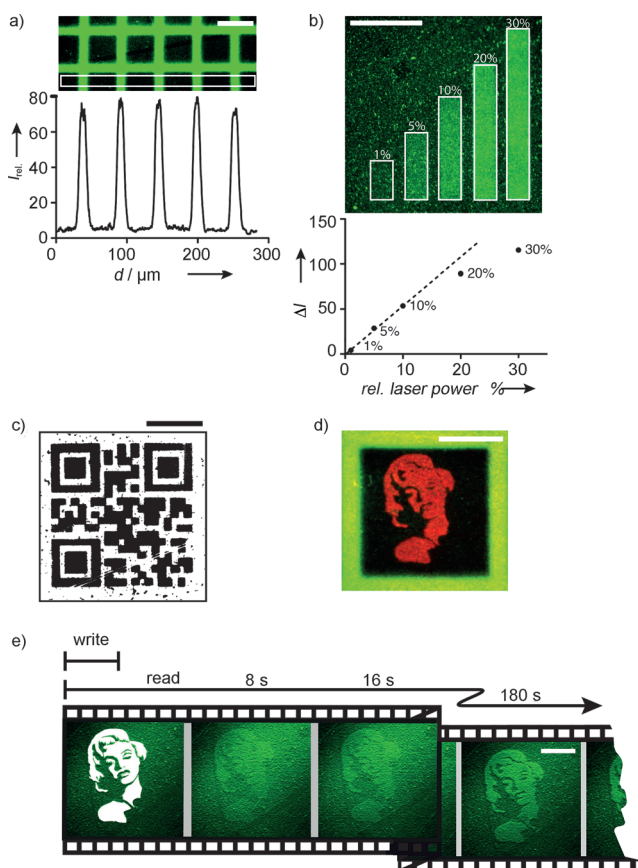 a)
80
60
40
20
0
I rel.
0 100 200 300
d / µm
b)
1%
5%
10%
20%
30%
150
100
50
0
ΔI
1%
5%
10%
20%
30%
0 10 20 30
rel. laser power %
c)
d)
e)
write
read 8 s 16 s
180 s